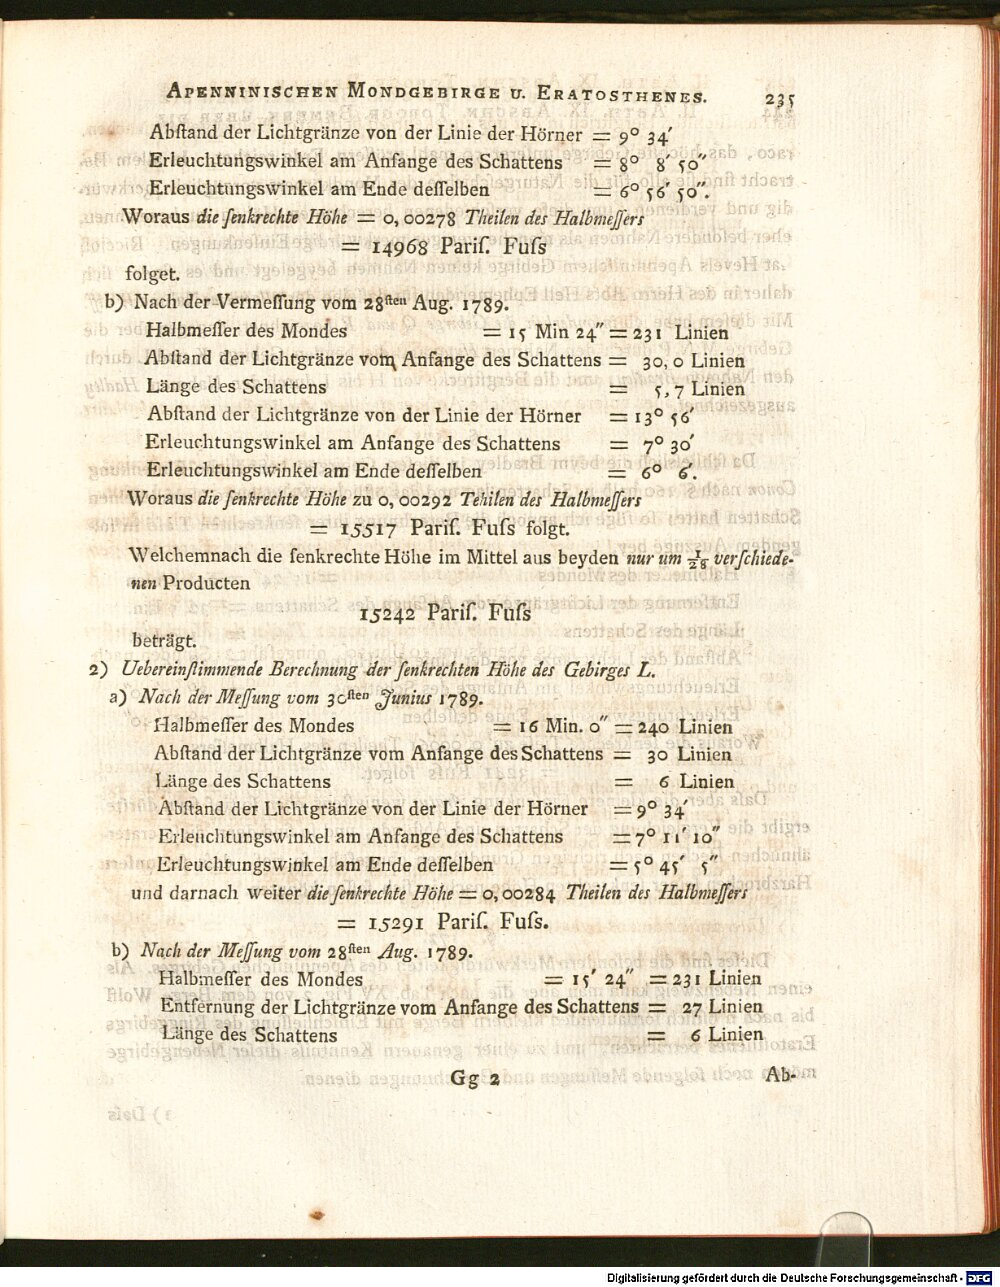 Apenninischen Mondgebirge u. Eratosthenes. 235
Abſtand der Lichtgränze von der Linie der Hörner = 9° 34′
Erleuchtungswinkel am Anfange des Schattens = 8° 8′ 50″
Erleuchtungswinkel am Ende deſſelben = 6° 56′ 50″.
Woraus die ſenkrechte Höhe = 0,00278 Theilen des Halbmeſſers
= 14968 Pariſ. Fuſs
folget.
b) Nach der Vermeſſung vom 28ſten Aug. 1789.
Halbmeſſer des Mondes = 15 Min 24″ = 231 Linien
Abſtand der Lichtgränze vom Anfange des Schattens = 30,0 Linien
Länge des Schattens = 5,7 Linien
Abſtand der Lichtgränze von der Linie der Hörner = 13° 56′
Erleuchtungswinkel am Anfange des Schattens = 7° 30′
Erleuchtungswinkel am Ende deſſelben = 6° 6′.
Woraus die ſenkrechte Höhe zu 0,00292 Tehilen des Halbmeſſers
= 15517 Pariſ. Fuſs folgt.
Welchemnach die ſenkrechte Höhe im Mittel aus beyden nur um 1/28 verſchiede-
nen Producten
15242 Pariſ. Fuſs
beträgt.
2) Uebereinſtimmende Berechnung der ſenkrechten Höhe des Gebirges L.
a) Nach der Meſſung vom 30ſten Junius 1789.
Halbmeſſer des Mondes = 16 Min. 0″ = 240 Linien
Abſtand der Lichtgränze vom Anfange des Schattens = 30 Linien
Länge des Schattens = 6 Linien
Abſtand der Lichtgränze von der Linie der Hörner = 9° 34′
Erleuchtungswinkel am Anfange des Schattens = 7° 11′ 10″
Erleuchtungswinkel am Ende deſſelben = 5° 45′ 5″
und darnach weiter die ſenkrechte Höhe = 0,00284 Theilen des Halbmeſſers
= 15291 Pariſ. Fuſs.
b) Nach der Meſſung vom 28ſten Aug. 1789.
Halbmeſſer des Mondes = 15′ 24″ = 231 Linien
Entfernung der Lichtgränze vom Anfange des Schattens = 27 Linien
Länge des Schattens = 6 Linien
Gg 2 Ab-
Digitalisierung gefördert durch die Deutsche Forschungsgemeinschaft - DFG